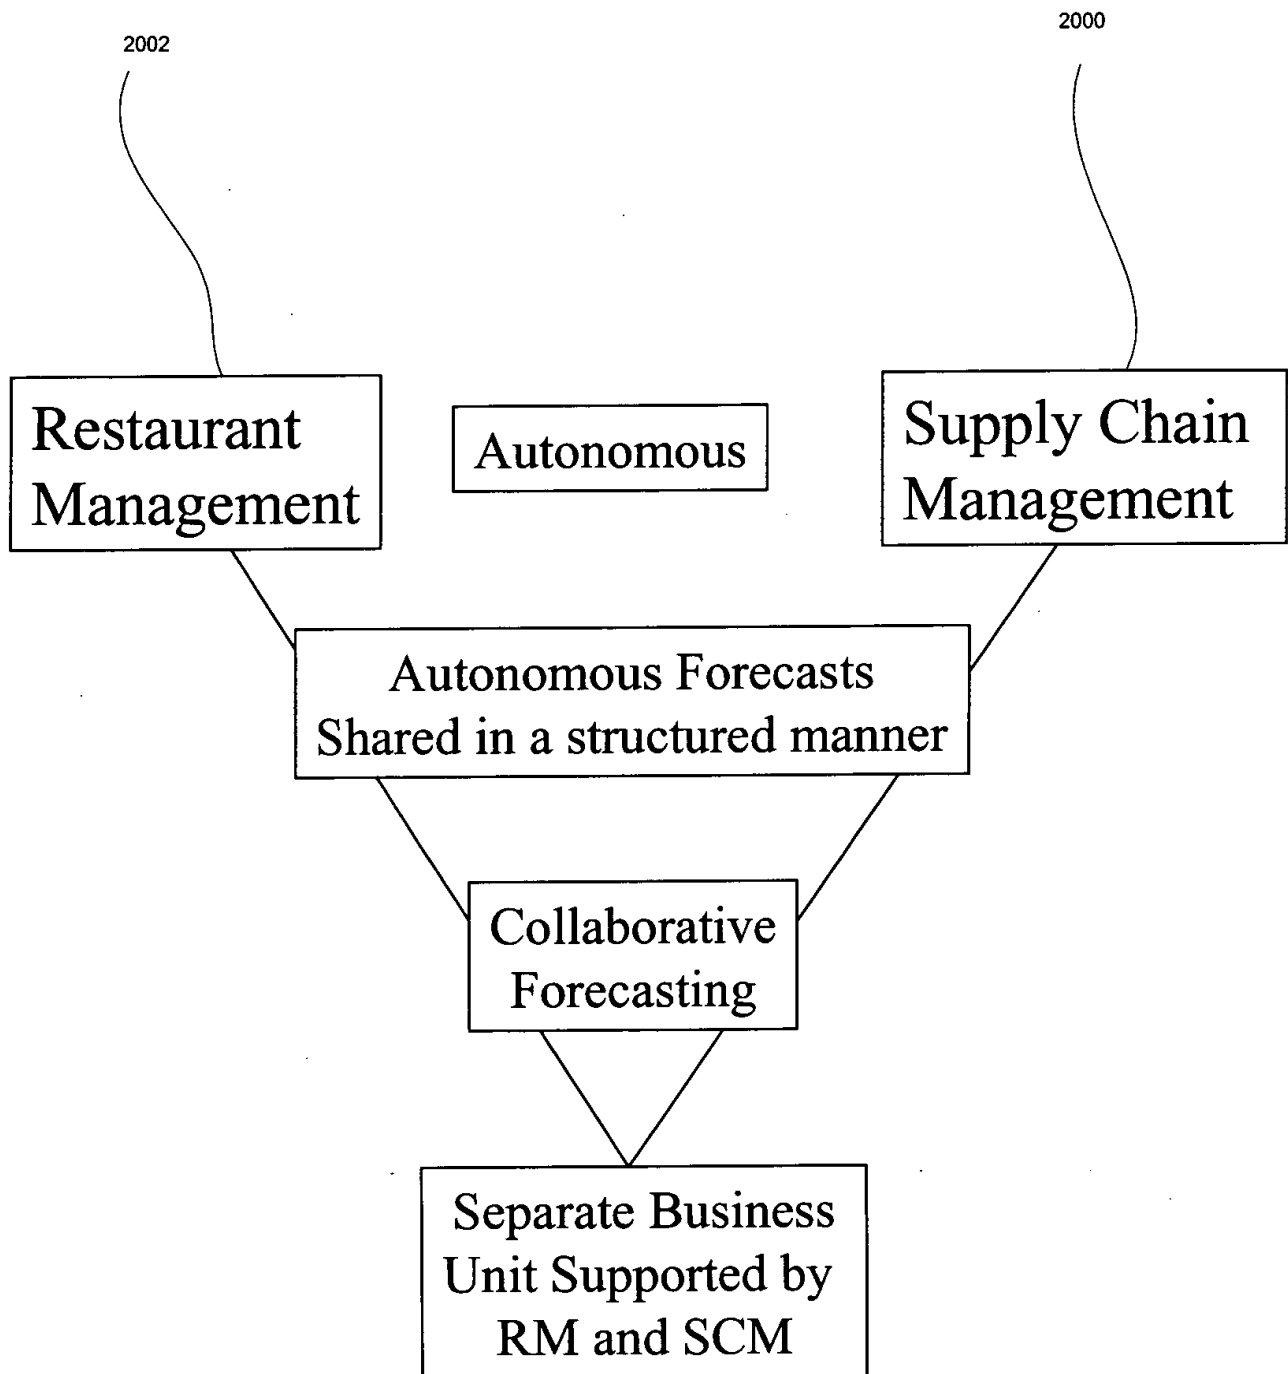 2002
2000
Restaurant
Management
Autonomous
Supply Chain
Management
Autonomous Forecasts
Shared in a structured manner
Collaborative
Forecasting
Separate Business
Unit Supported by
RM and SCM